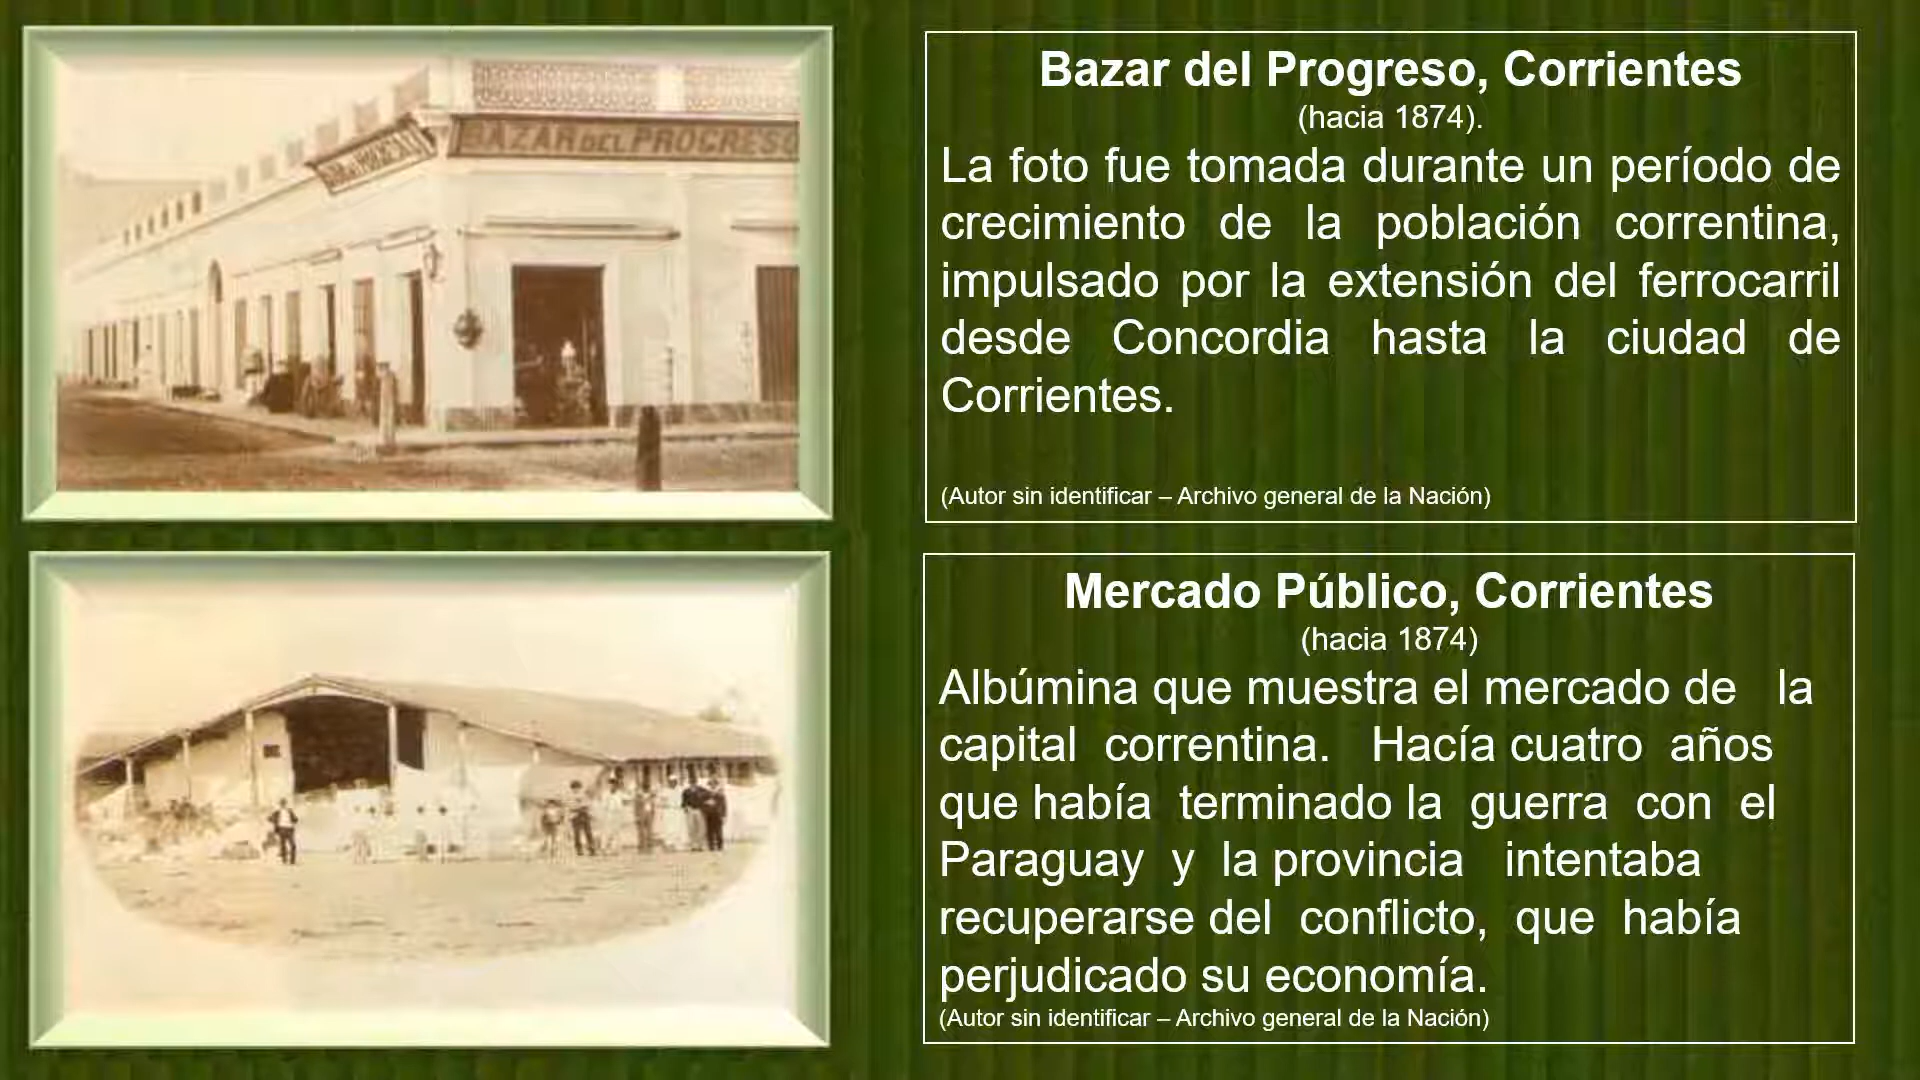 BAZAR DEL PROGRESO
Bazar del Progreso, Corrientes
(hacia 1874).
La foto fue tomada durante un período de
crecimiento de la población correntina,
impulsado por la extensión del ferrocarril
desde Concordia hasta la ciudad de
Corrientes.
(Autor sin identificar – Archivo general de la Nación)
Mercado Público, Corrientes
(hacia 1874)
Albúmina que muestra el mercado de la
capital correntina. Hacía cuatro años
que había terminado la guerra con el
Paraguay y la provincia intentaba
recuperarse del conflicto, que había
perjudicado su economía.
(Autor sin identificar – Archivo general de la Nación)